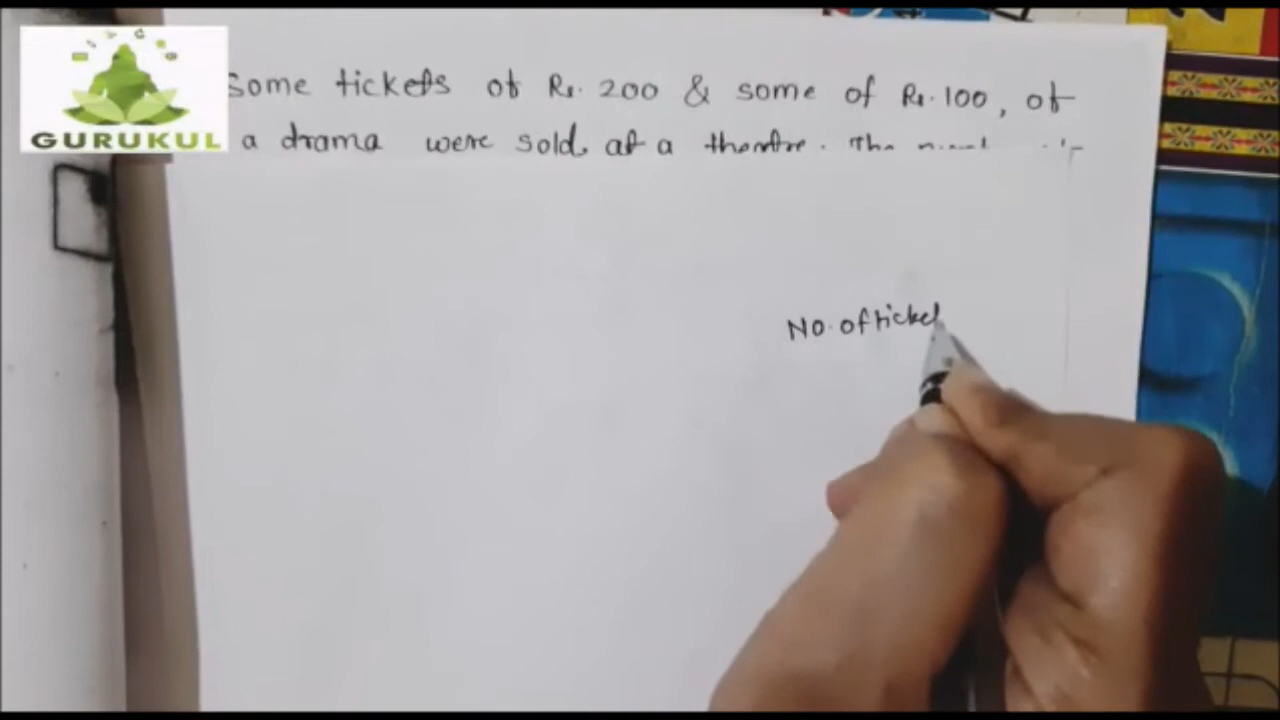 GURUKUL
Some tickets of Rs. 200 & some of Rs. 100, of
a drama were sold at a theatre. The
No. of ticket